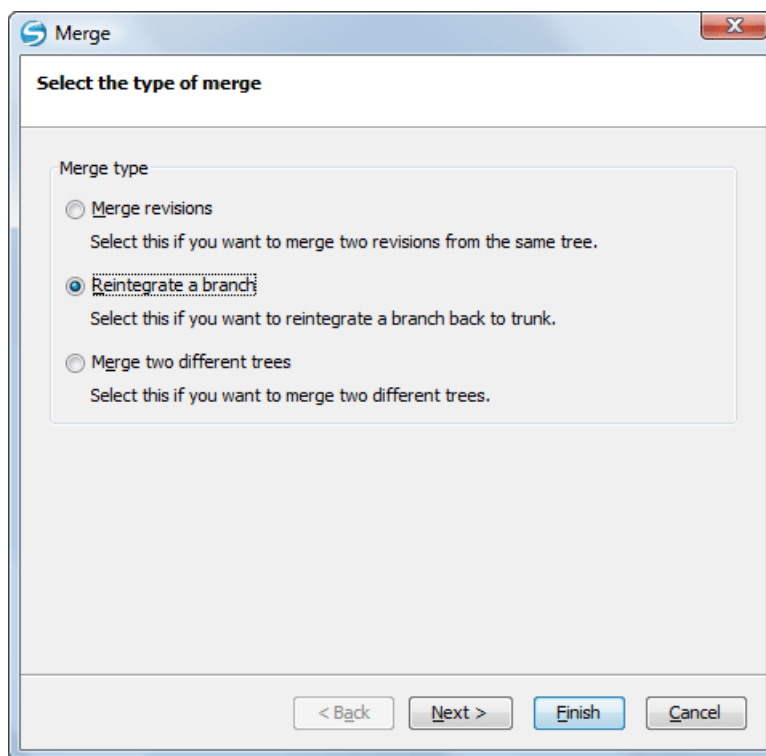 Merge
Select the type of merge
Merge type
Merge revisions
Select this if you want to merge two revisions from the same tree.
Reintegrate a branch
Select this if you want to reintegrate a branch back to trunk.
Merge two different trees
Select this if you want to merge two different trees.
< Back Next > Finish Cancel